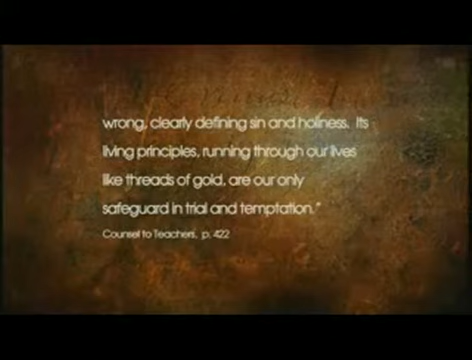 wrong, clearly defining sin and holiness. Its
living principles, running through our lives
like threads of gold, are our only
safeguard in trial and temptation."
Counsel to Teachers, p. 422